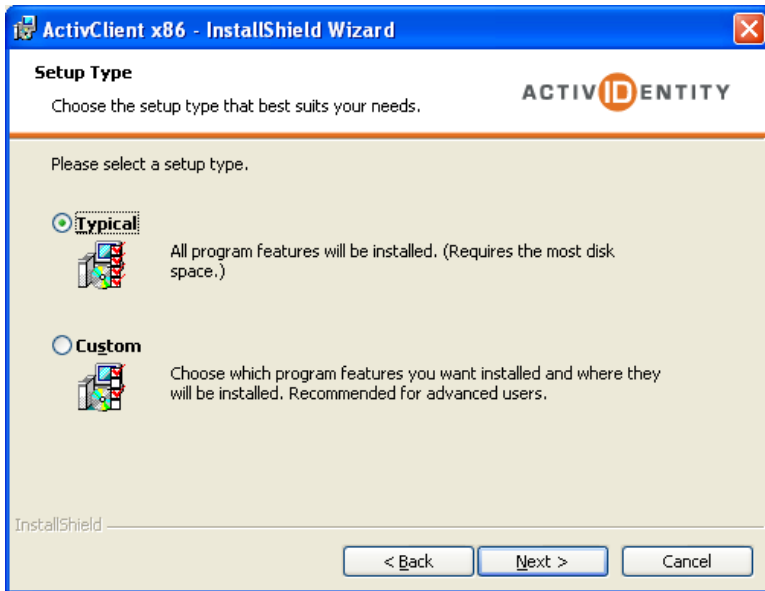 ActivClient x86 - InstallShield Wizard
Setup Type
Choose the setup type that best suits your needs.
ACTIVIDENTITY
Please select a setup type.
Typical
All program features will be installed. (Requires the most disk
space.)
Custom
Choose which program features you want installed and where they
will be installed. Recommended for advanced users.
InstallShield
< Back
Next >
Cancel